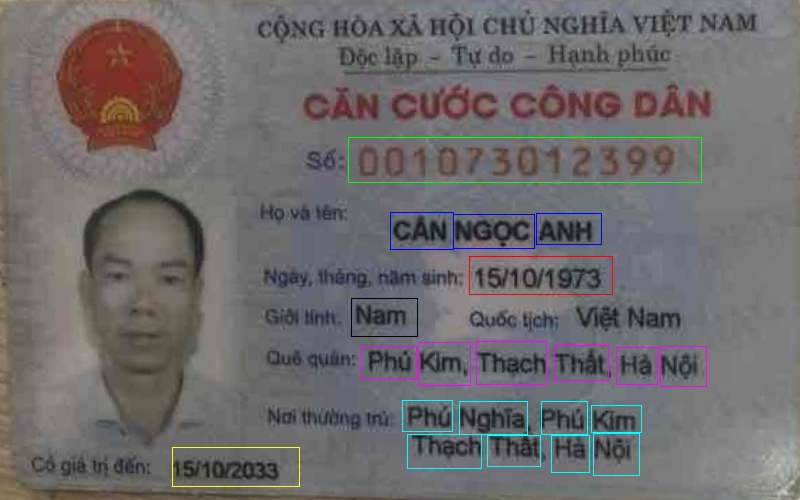 CỘNG HÒA XÃ HỘI CHỦ NGHĨA VIỆT NAM
Độc lập - Tự do - Hạnh phúc
CĂN CƯỚC CÔNG DÂN
Số: 001073012399
Họ và tên:
CẤN NGỌC ANH
Ngày, tháng, năm sinh: 15/10/1973
Giới tính: Nam Quốc tịch: Việt Nam
Quê quán: Phú Kim, Thạch Thất, Hà Nội
Nơi thường trú: Phú Nghĩa, Phú Kim
Thạch Thất, Hà Nội
Có giá trị đến: 15/10/2033